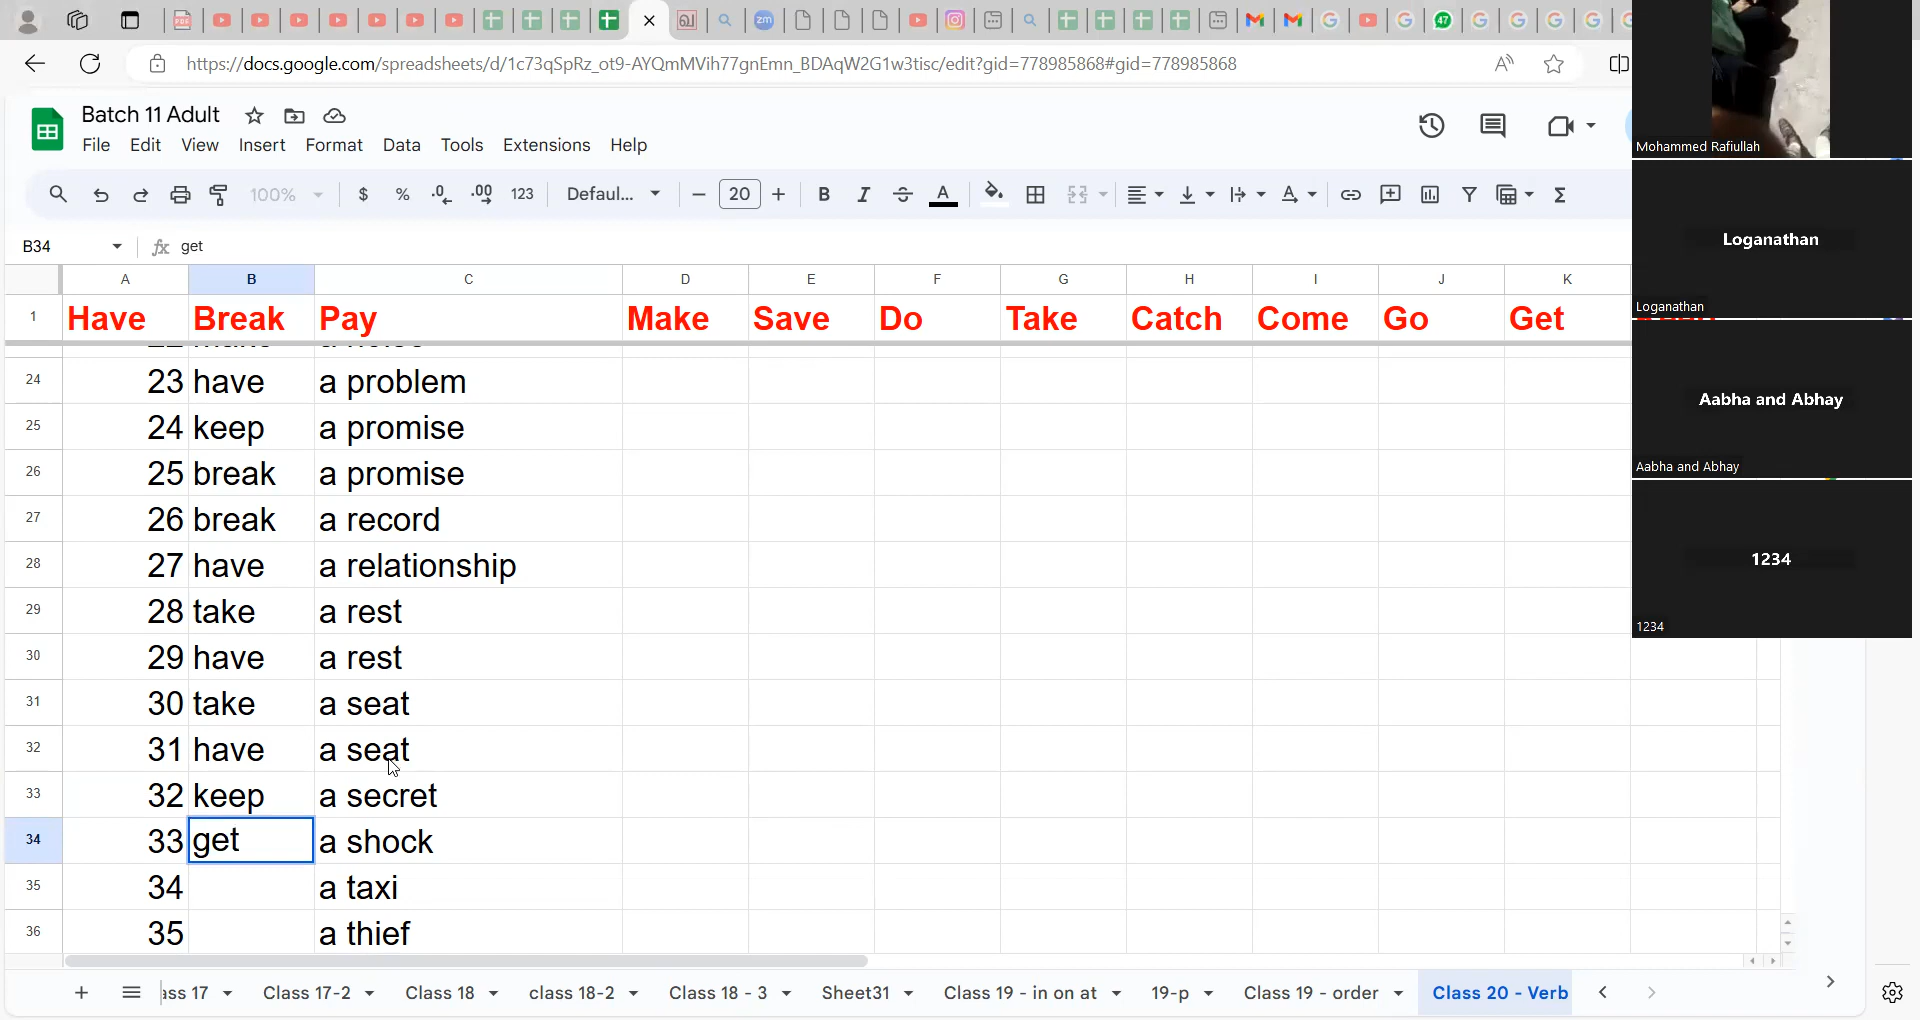 https://docs.google.com/spreadsheets/d/1c73qSpRz_ot9-AYQmMVih77gnEmn_BDAqW2G1w3tisc/edit?gid=778985868#gid=778985868
Batch 11 Adult
File Edit View Insert Format Data Tools Extensions Help
100% $ % .0 .00 123 Defaul... 20 B I A
B34 fx get
A B C D E F G H I J K
1 Have Break Pay Make Save Do Take Catch Come Go Get
24 23 have a problem
25 24 keep a promise
26 25 break a promise
27 26 break a record
28 27 have a relationship
29 28 take a rest
30 29 have a rest
31 30 take a seat
32 31 have a seat
33 32 keep a secret
34 33 get a shock
35 34 a taxi
36 35 a thief
ass 17 Class 17-2 Class 18 class 18-2 Class 18 - 3 Sheet31 Class 19 - in on at 19-p Class 19 - order Class 20 - Verb
Mohammed Rafiullah
Loganathan
Loganathan
Aabha and Abhay
Aabha and Abhay
1234
1234